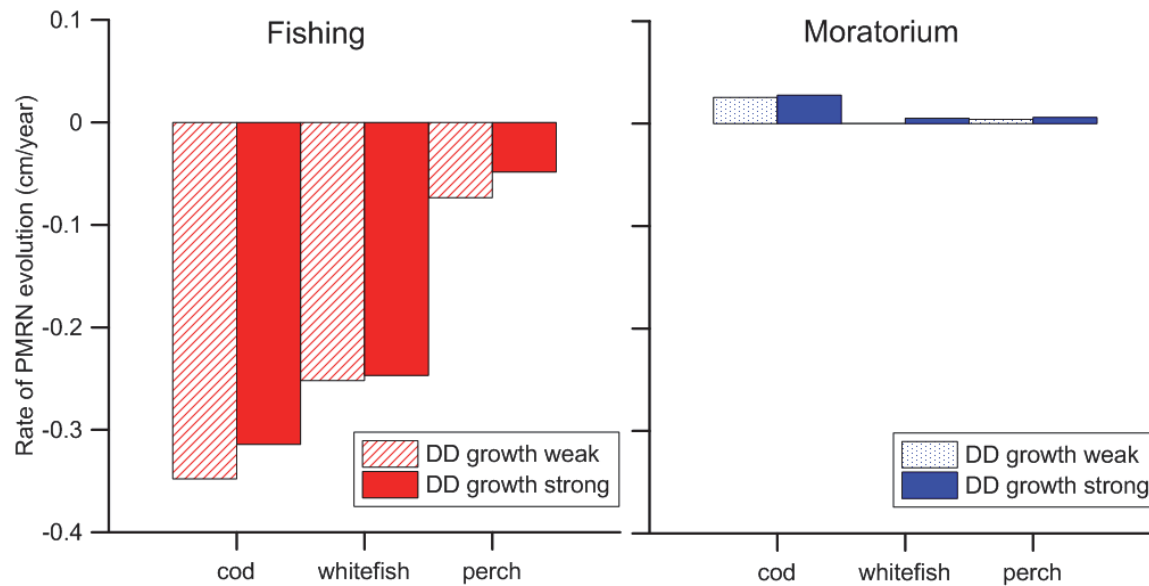 Fishing
Moratorium
Rate of PMRN evolution (cm/year)
0.1
0
-0.1
-0.2
-0.3
-0.4
DD growth weak
DD growth strong
cod whitefish perch
DD growth weak
DD growth strong
cod whitefish perch